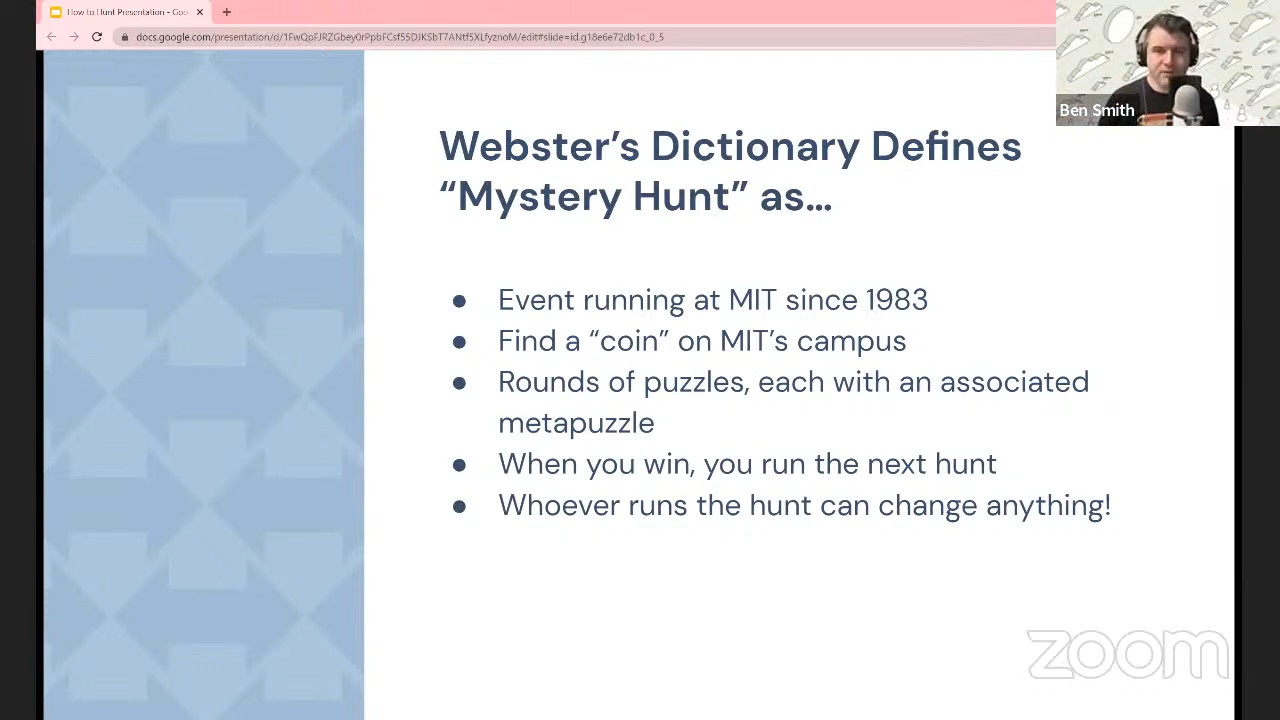 How to Hunt Presentation - Goo
docs.google.com/presentation/d/1FwQpFJRZGbey0rPpbFCsf55DJKSbT7ANtf5XLfyznoM/edit#slide=id.g18e6e72db1c_0_5
Ben Smith
Webster’s Dictionary Defines
“Mystery Hunt” as…
● Event running at MIT since 1983
● Find a “coin” on MIT’s campus
● Rounds of puzzles, each with an associated
metapuzzle
● When you win, you run the next hunt
● Whoever runs the hunt can change anything!
zoom